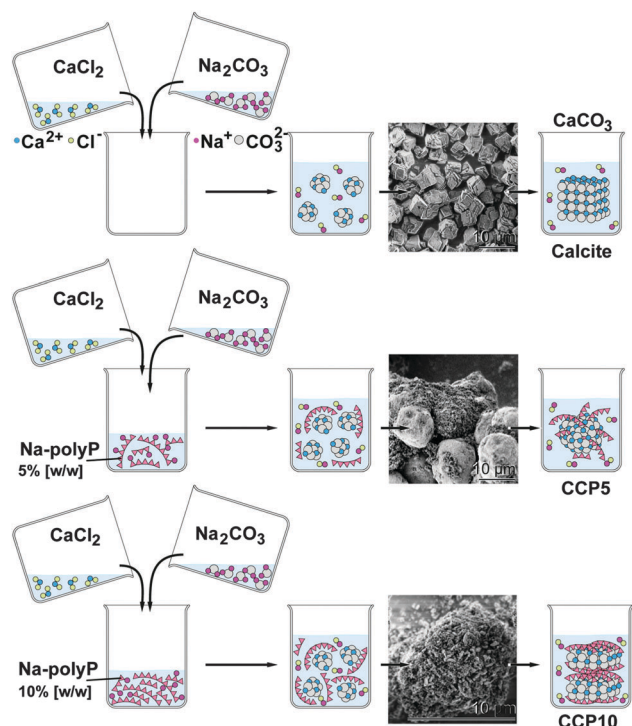 CaCl₂
Na₂CO₃
Ca²⁺ Cl⁻
Na⁺ CO₃²⁻
10 µm
CaCO₃
Calcite
CaCl₂
Na₂CO₃
Na-polyP
5% [w/w]
10 µm
CCP5
CaCl₂
Na₂CO₃
Na-polyP
10% [w/w]
10 µm
CCP10